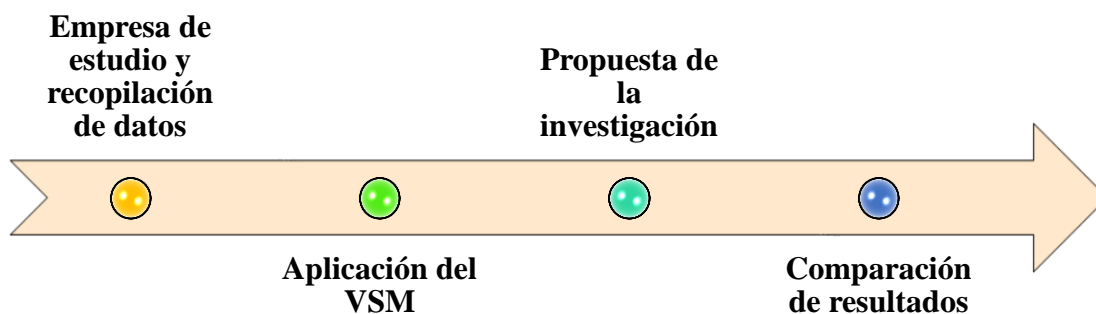 Empresa de
estudio y
recopilación
de datos
Aplicación del
VSM
Propuesta de
la
investigación
Comparación
de resultados